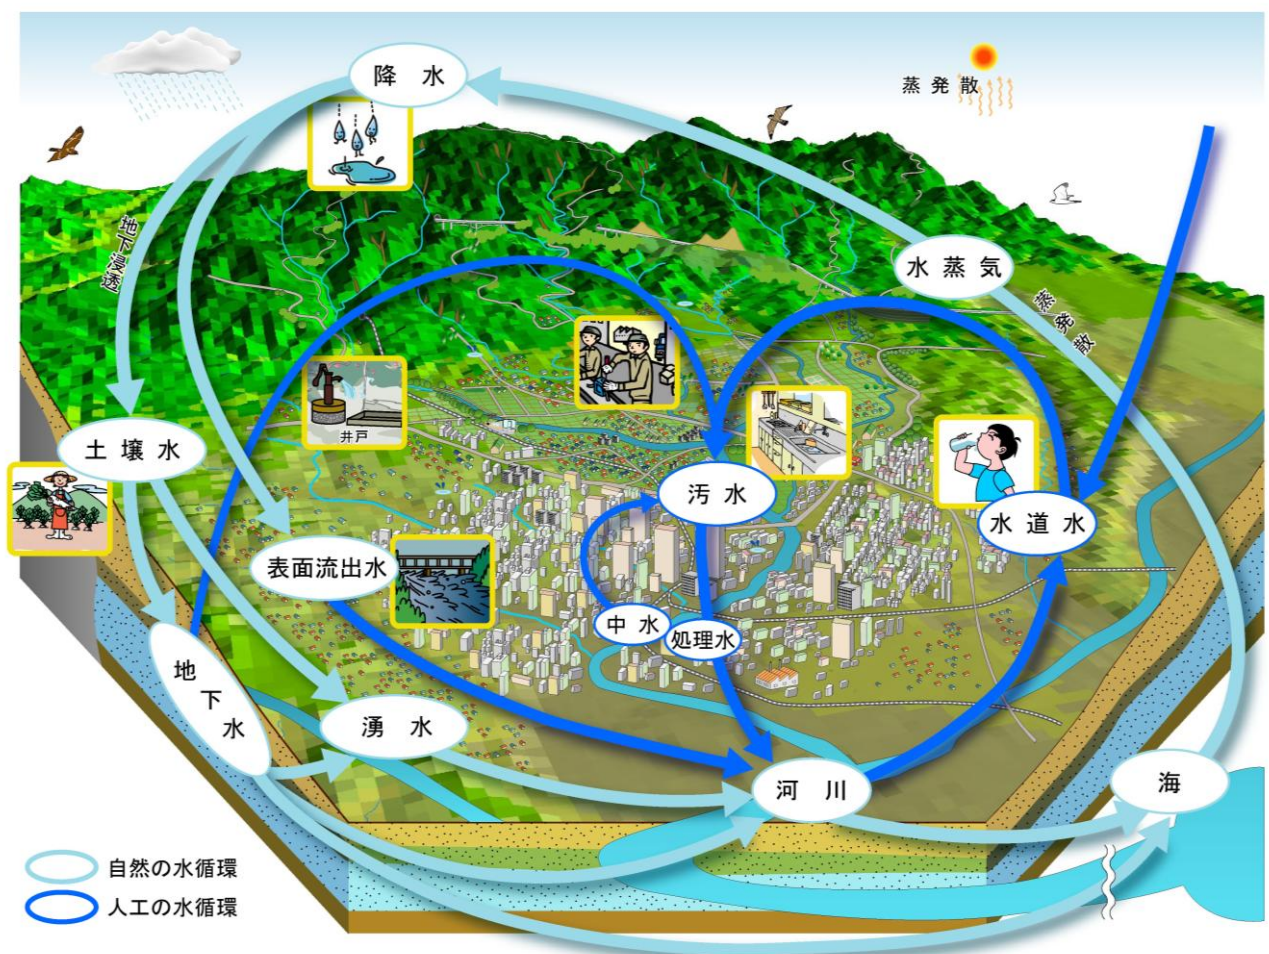 降水
蒸発散
地下浸透
水蒸気
蒸発散
井戸
土壌水
汚水
水道水
表面流出水
中水
処理水
地下水
湧水
河川
海
自然の水循環
人工の水循環